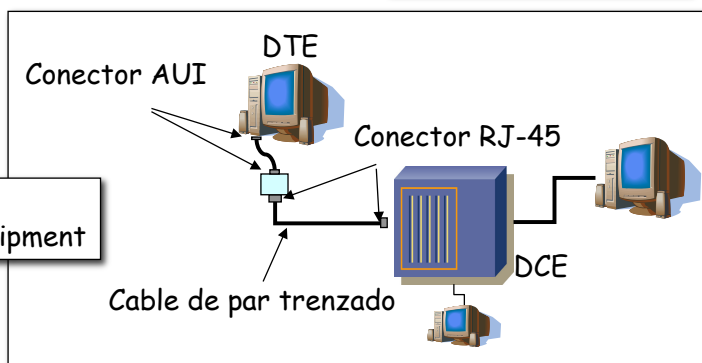 DTE
Conector AUI
Conector RJ-45
ipment
DCE
Cable de par trenzado